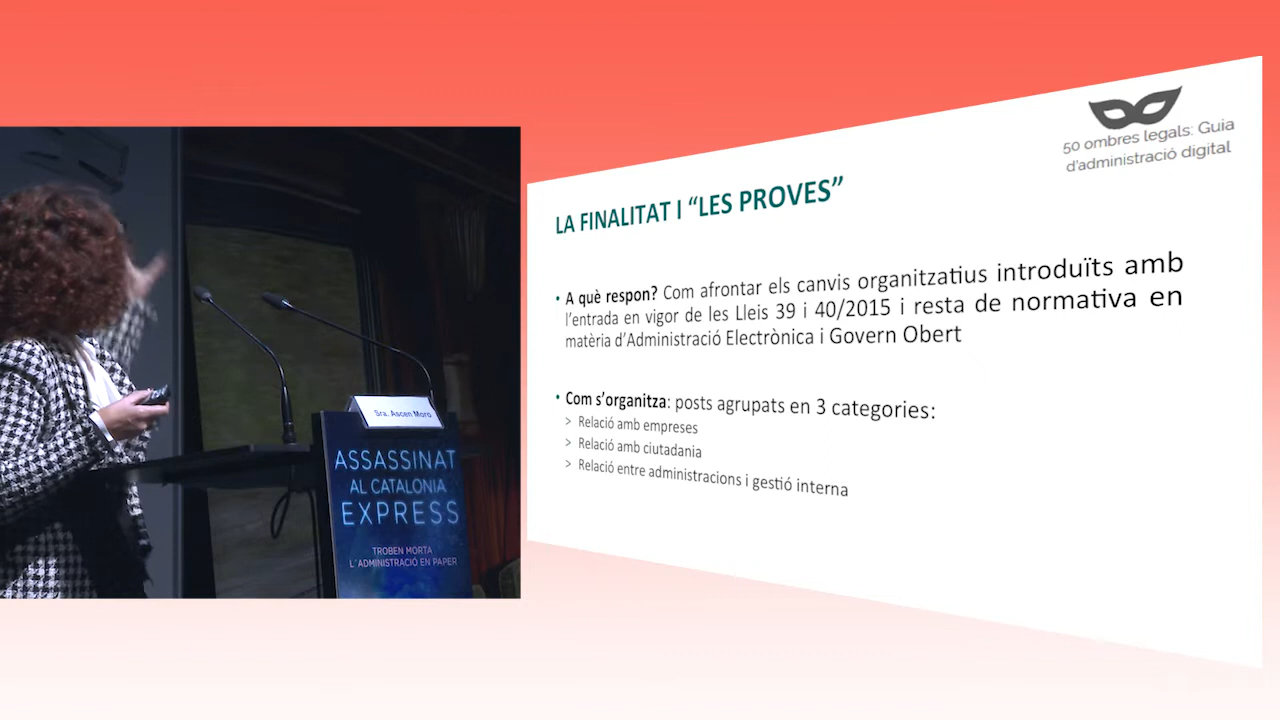 Sra. Ascen Moro
ASSASSINAT
AL CATALONIA
EXPRESS
TROBEN MORTA
L´ADMINISTRACIÓ EN PAPER
50 ombres legals: Guia
d'administració digital
LA FINALITAT I “LES PROVES”
• A què respon? Com afrontar els canvis organitzatius introduïts amb
l’entrada en vigor de les Lleis 39 i 40/2015 i resta de normativa en
matèria d’Administració Electrònica i Govern Obert
• Com s’organitza: posts agrupats en 3 categories:
> Relació amb empreses
> Relació amb ciutadania
> Relació entre administracions i gestió interna